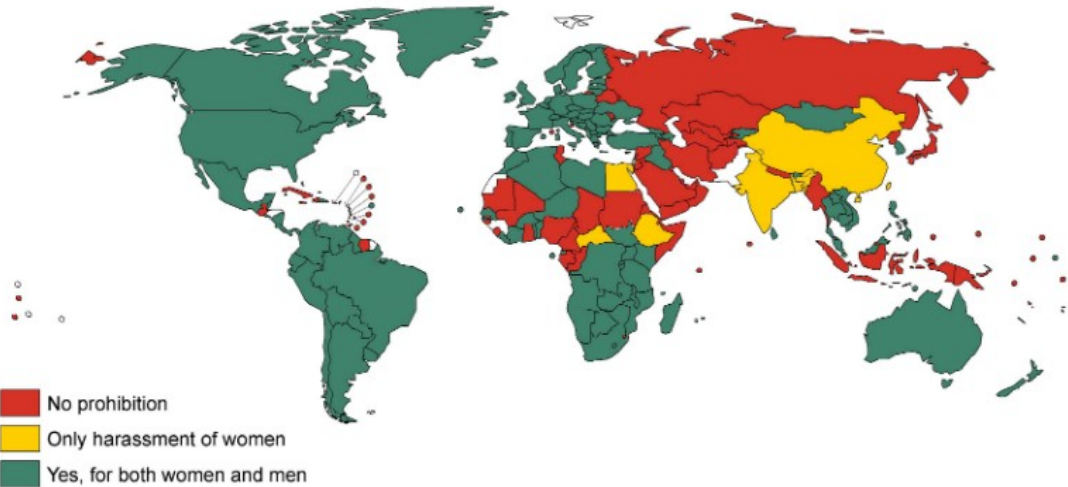 No prohibition
Only harassment of women
Yes, for both women and men